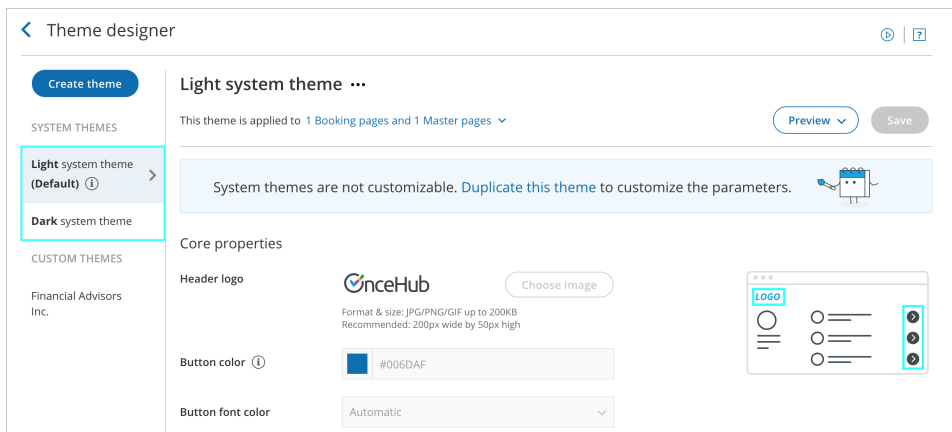 Theme designer
?
Create theme
SYSTEM THEMES
Light system theme
(Default) i
Dark system theme
CUSTOM THEMES
Financial Advisors
Inc.
Light system theme •••
This theme is applied to 1 Booking pages and 1 Master pages
Preview
Save
System themes are not customizable. Duplicate this theme to customize the parameters.
Core properties
Header logo
OnceHub
Choose image
Format & size: JPG/PNG/GIF up to 200KB
Recommended: 200px wide by 50px high
LOGO
Button color i
#006DAF
Button font color
Automatic